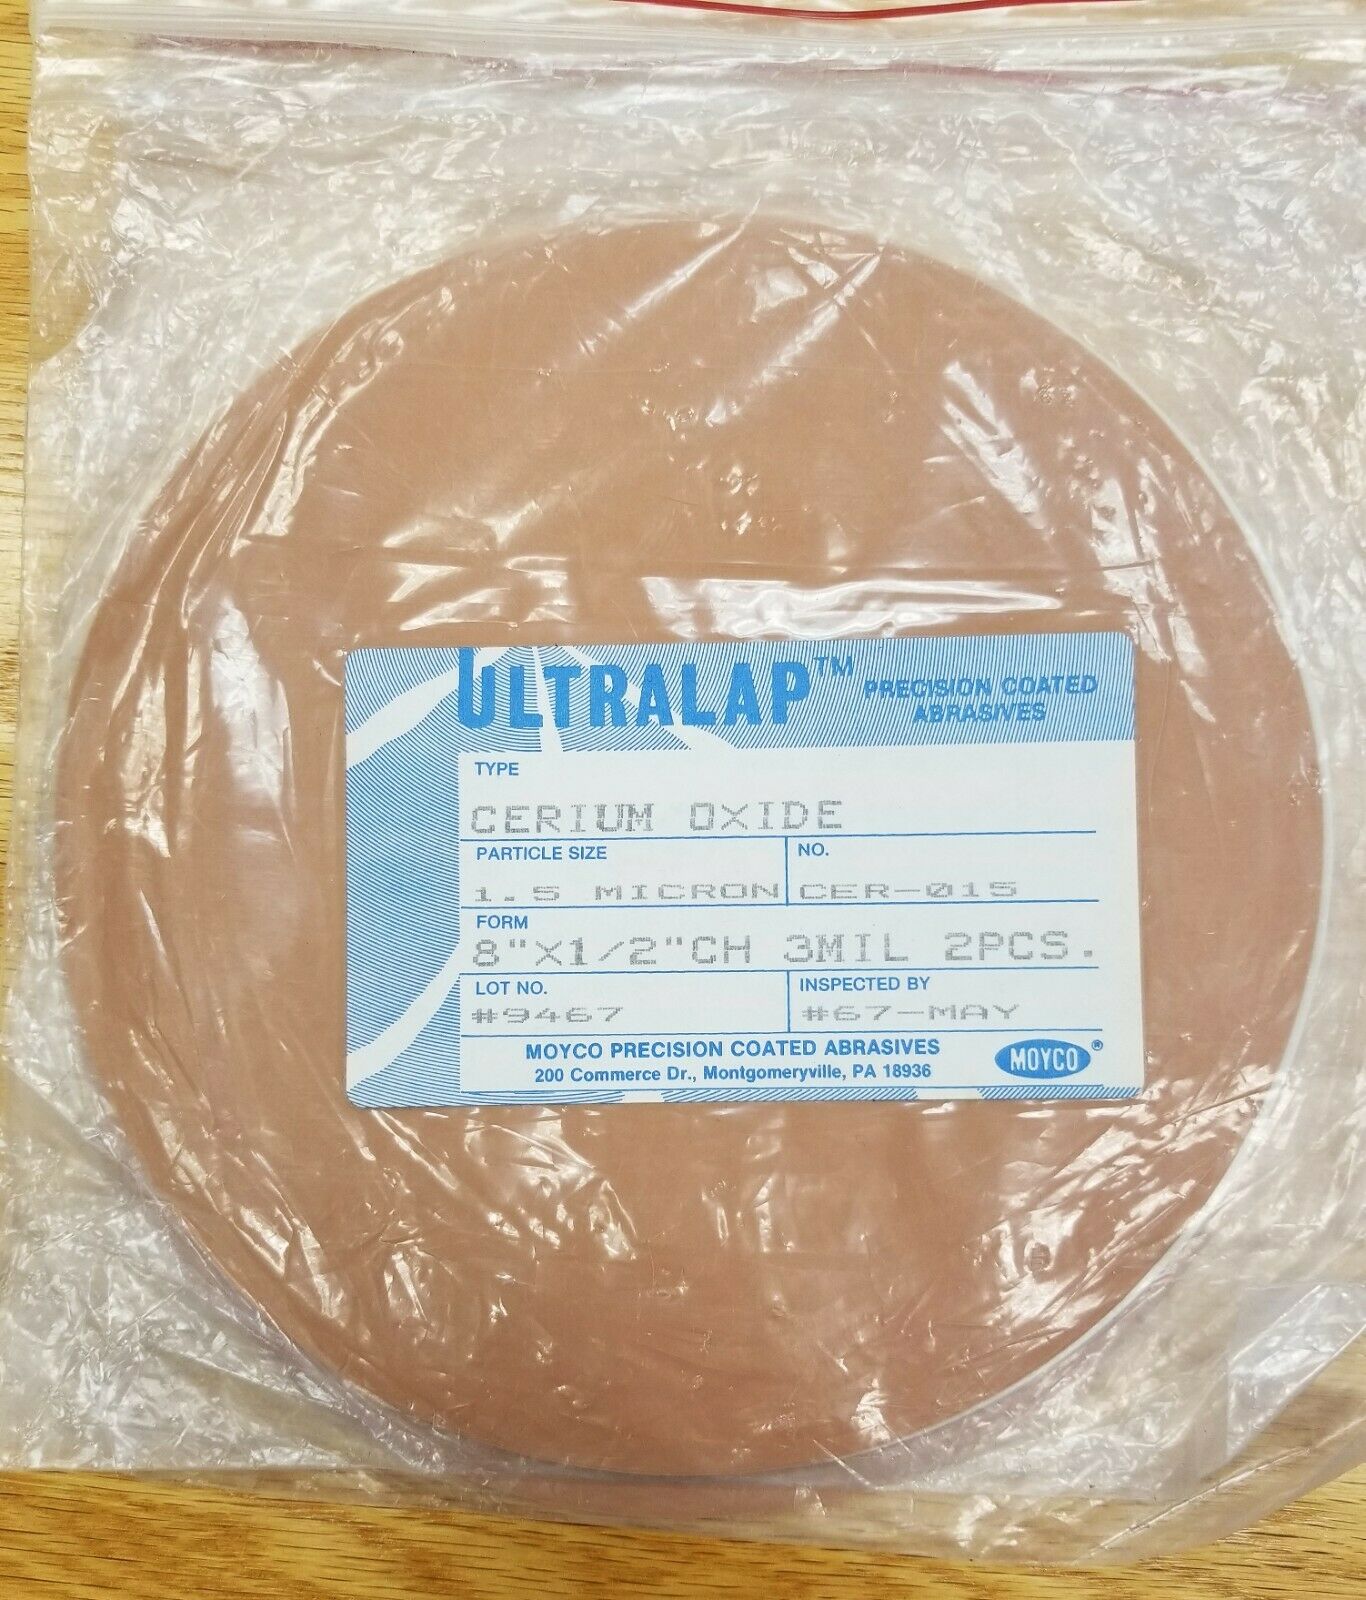 ULTRALAP™ PRECISION COATED
ABRASIVES
TYPE
CERIUM OXIDE
PARTICLE SIZE NO.
1.5 MICRON CER-015
FORM
8"X1/2"CH 3MIL 2PCS.
LOT NO. INSPECTED BY
#9467 #67-MAY
MOYCO PRECISION COATED ABRASIVES
200 Commerce Dr., Montgomeryville, PA 18936
MOYCO®